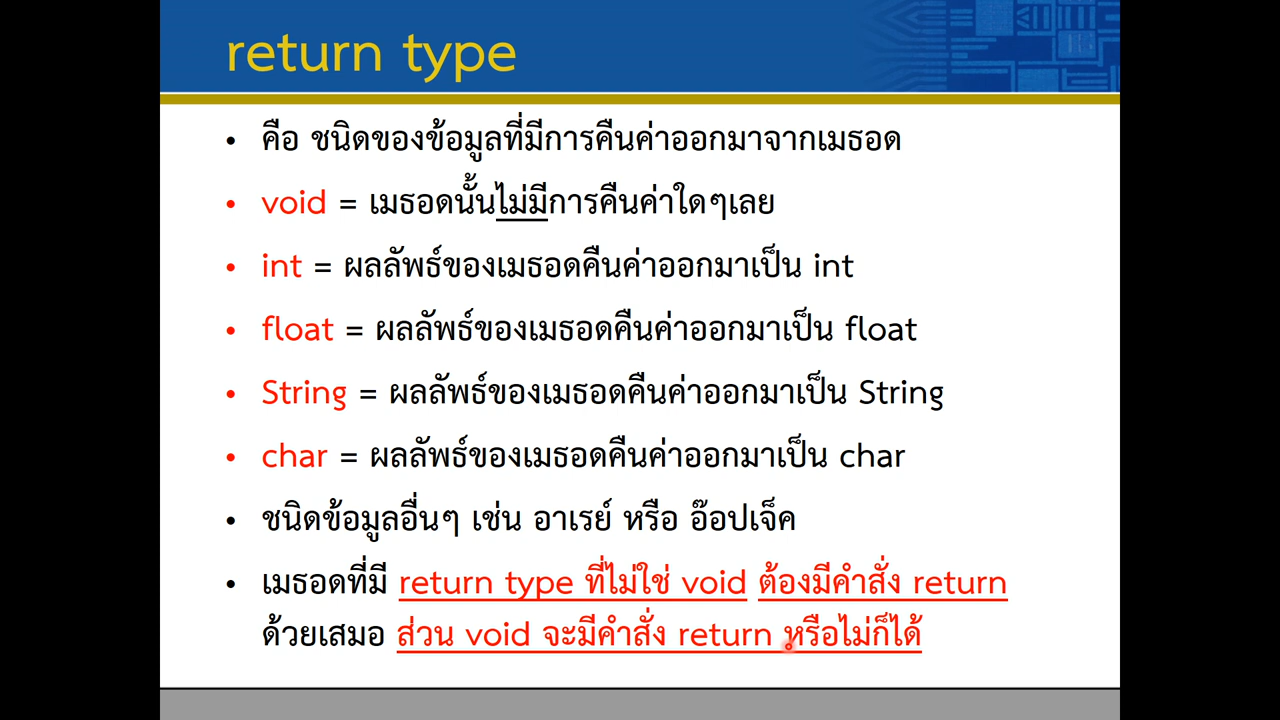 return type
• คือ ชนิดของข้อมูลที่มีการคืนค่าออกมาจากเมธอด
• void = เมธอดนั้นไม่มีการคืนค่าใดๆเลย
• int = ผลลัพธ์ของเมธอดคืนค่าออกมาเป็น int
• float = ผลลัพธ์ของเมธอดคืนค่าออกมาเป็น float
• String = ผลลัพธ์ของเมธอดคืนค่าออกมาเป็น String
• char = ผลลัพธ์ของเมธอดคืนค่าออกมาเป็น char
• ชนิดข้อมูลอื่นๆ เช่น อาเรย์ หรือ อ๊อปเจ็ค
• เมธอดที่มี return type ที่ไม่ใช่ void ต้องมีคำสั่ง return
ด้วยเสมอ ส่วน void จะมีคำสั่ง return หรือไม่ก็ได้